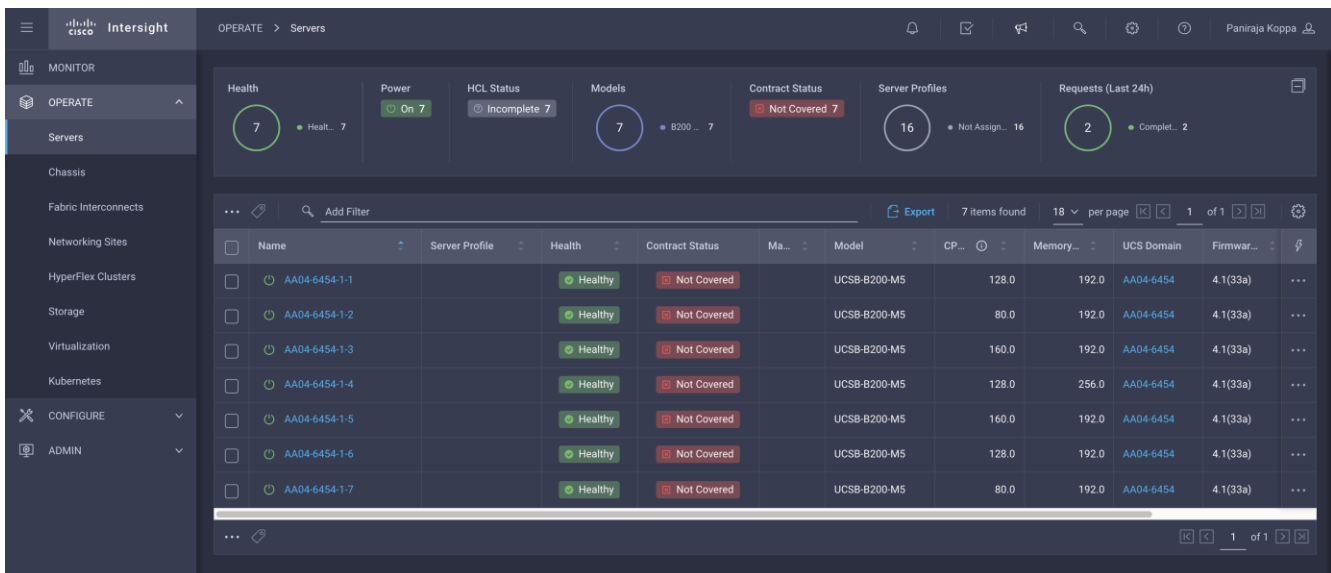 cisco Intersight
OPERATE > Servers
Paniraja Koppa
MONITOR
OPERATE
Servers
Chassis
Fabric Interconnects
Networking Sites
HyperFlex Clusters
Storage
Virtualization
Kubernetes
CONFIGURE
ADMIN
Health
7
Healt... 7
Power
On 7
HCL Status
Incomplete 7
Models
7
B200 ... 7
Contract Status
Not Covered 7
Server Profiles
16
Not Assign... 16
Requests (Last 24h)
2
Complet... 2
Add Filter
Export 7 items found 18 per page 1 of 1
Name Server Profile Health Contract Status Ma... Model CP... Memory... UCS Domain Firmwar...
AA04-6454-1-1 Healthy Not Covered UCSB-B200-M5 128.0 192.0 AA04-6454 4.1(33a)
AA04-6454-1-2 Healthy Not Covered UCSB-B200-M5 80.0 192.0 AA04-6454 4.1(33a)
AA04-6454-1-3 Healthy Not Covered UCSB-B200-M5 160.0 192.0 AA04-6454 4.1(33a)
AA04-6454-1-4 Healthy Not Covered UCSB-B200-M5 128.0 256.0 AA04-6454 4.1(33a)
AA04-6454-1-5 Healthy Not Covered UCSB-B200-M5 160.0 192.0 AA04-6454 4.1(33a)
AA04-6454-1-6 Healthy Not Covered UCSB-B200-M5 128.0 192.0 AA04-6454 4.1(33a)
AA04-6454-1-7 Healthy Not Covered UCSB-B200-M5 80.0 192.0 AA04-6454 4.1(33a)
1 of 1